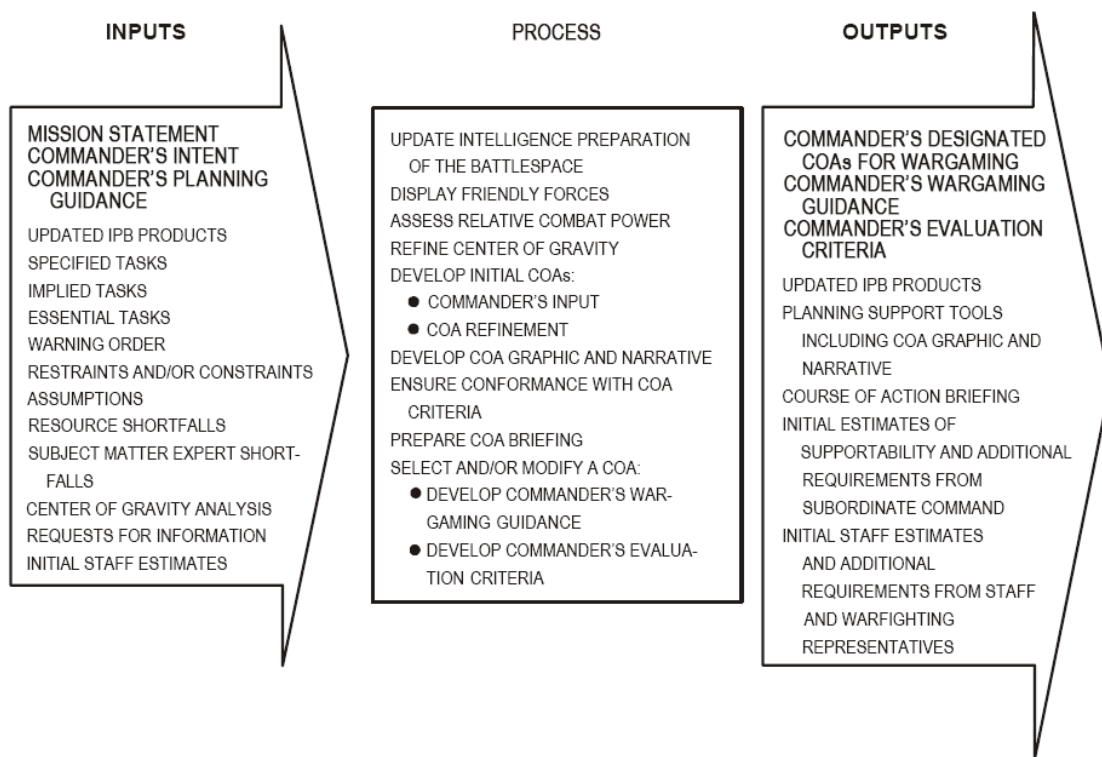 INPUTS
MISSION STATEMENT
COMMANDER'S INTENT
COMMANDER'S PLANNING
GUIDANCE
UPDATED IPB PRODUCTS
SPECIFIED TASKS
IMPLIED TASKS
ESSENTIAL TASKS
WARNING ORDER
RESTRAINTS AND/OR CONSTRAINTS
ASSUMPTIONS
RESOURCE SHORTFALLS
SUBJECT MATTER EXPERT SHORT-
FALLS
CENTER OF GRAVITY ANALYSIS
REQUESTS FOR INFORMATION
INITIAL STAFF ESTIMATES
PROCESS
UPDATE INTELLIGENCE PREPARATION
OF THE BATTLESPACE
DISPLAY FRIENDLY FORCES
ASSESS RELATIVE COMBAT POWER
REFINE CENTER OF GRAVITY
DEVELOP INITIAL COAs:
● COMMANDER'S INPUT
● COA REFINEMENT
DEVELOP COA GRAPHIC AND NARRATIVE
ENSURE CONFORMANCE WITH COA
CRITERIA
PREPARE COA BRIEFING
SELECT AND/OR MODIFY A COA:
● DEVELOP COMMANDER'S WAR-
GAMING GUIDANCE
● DEVELOP COMMANDER'S EVALUA-
TION CRITERIA
OUTPUTS
COMMANDER'S DESIGNATED
COAs FOR WARGAMING
COMMANDER'S WARGAMING
GUIDANCE
COMMANDER'S EVALUATION
CRITERIA
UPDATED IPB PRODUCTS
PLANNING SUPPORT TOOLS
INCLUDING COA GRAPHIC AND
NARRATIVE
COURSE OF ACTION BRIEFING
INITIAL ESTIMATES OF
SUPPORTABILITY AND ADDITIONAL
REQUIREMENTS FROM
SUBORDINATE COMMAND
INITIAL STAFF ESTIMATES
AND ADDITIONAL
REQUIREMENTS FROM STAFF
AND WARFIGHTING
REPRESENTATIVES